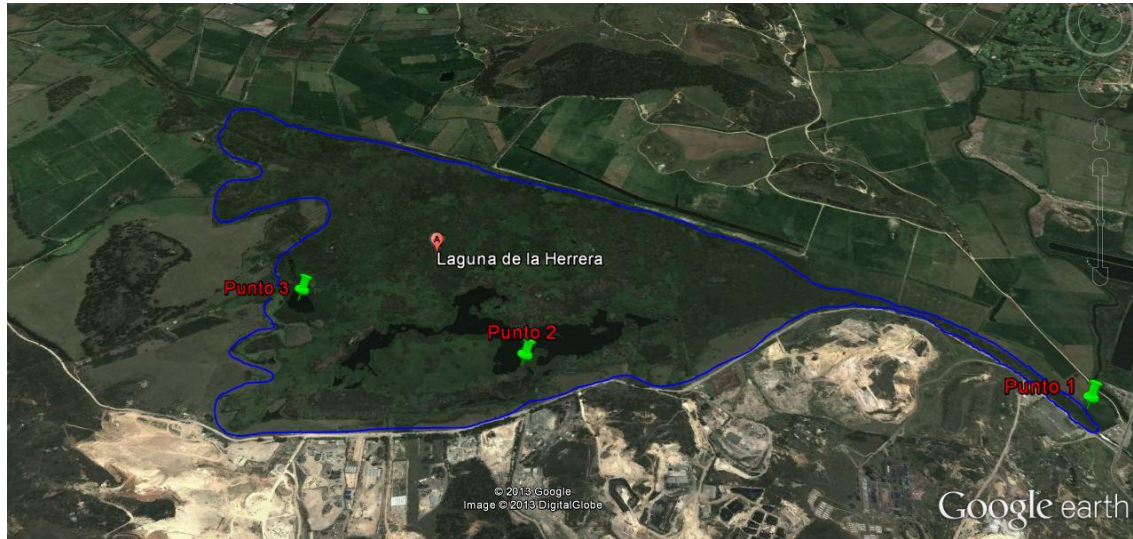 A
Laguna de la Herrera
Punto 3
Punto 2
Punto 1
© 2013 Google
Image © 2013 DigitalGlobe
Google earth